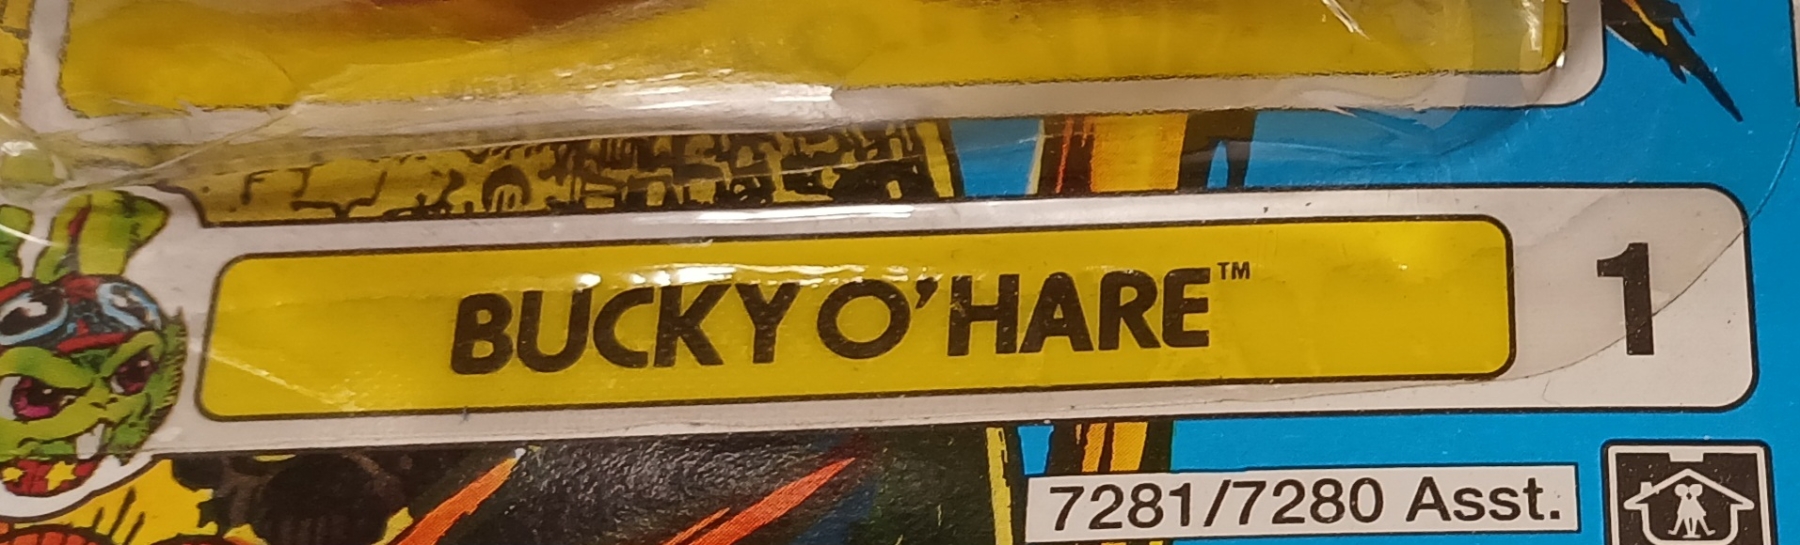 BUCKY O'HARE™
1
7281/7280 Asst.